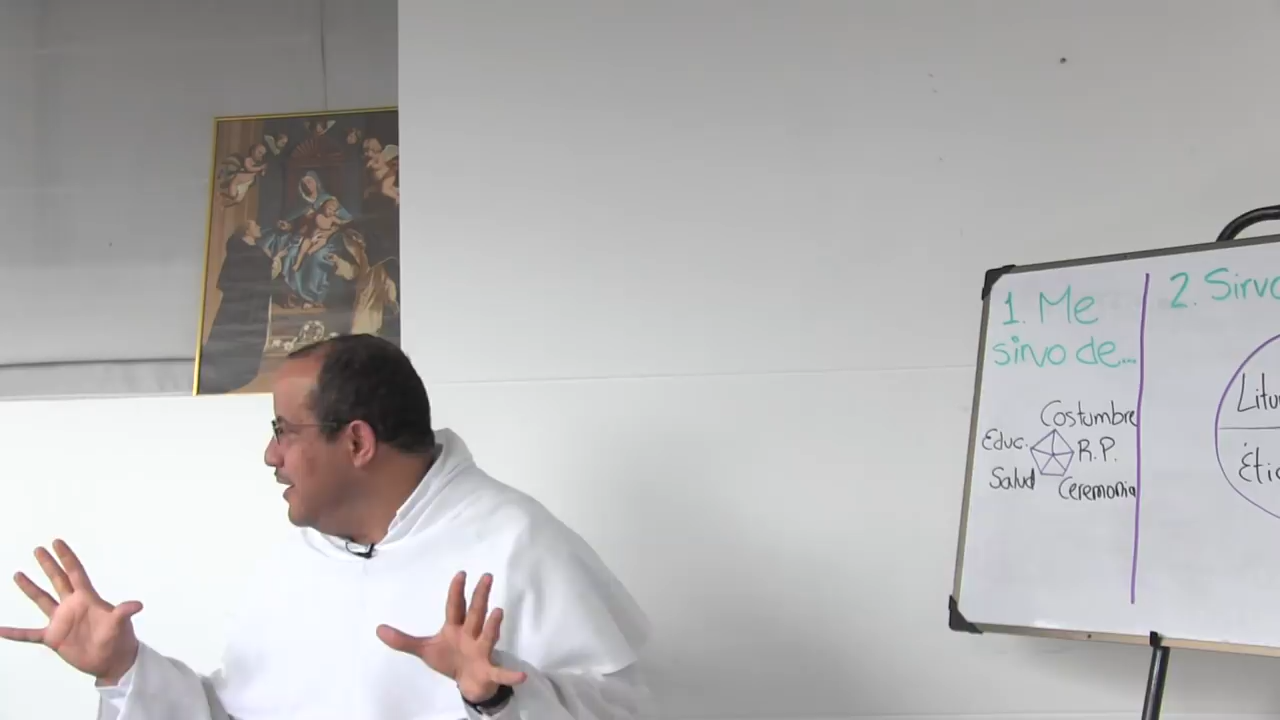 1. Me
sirvo de...
Costumbre
Educ.
R.P.
Salud
Ceremonia
2. Sirvo